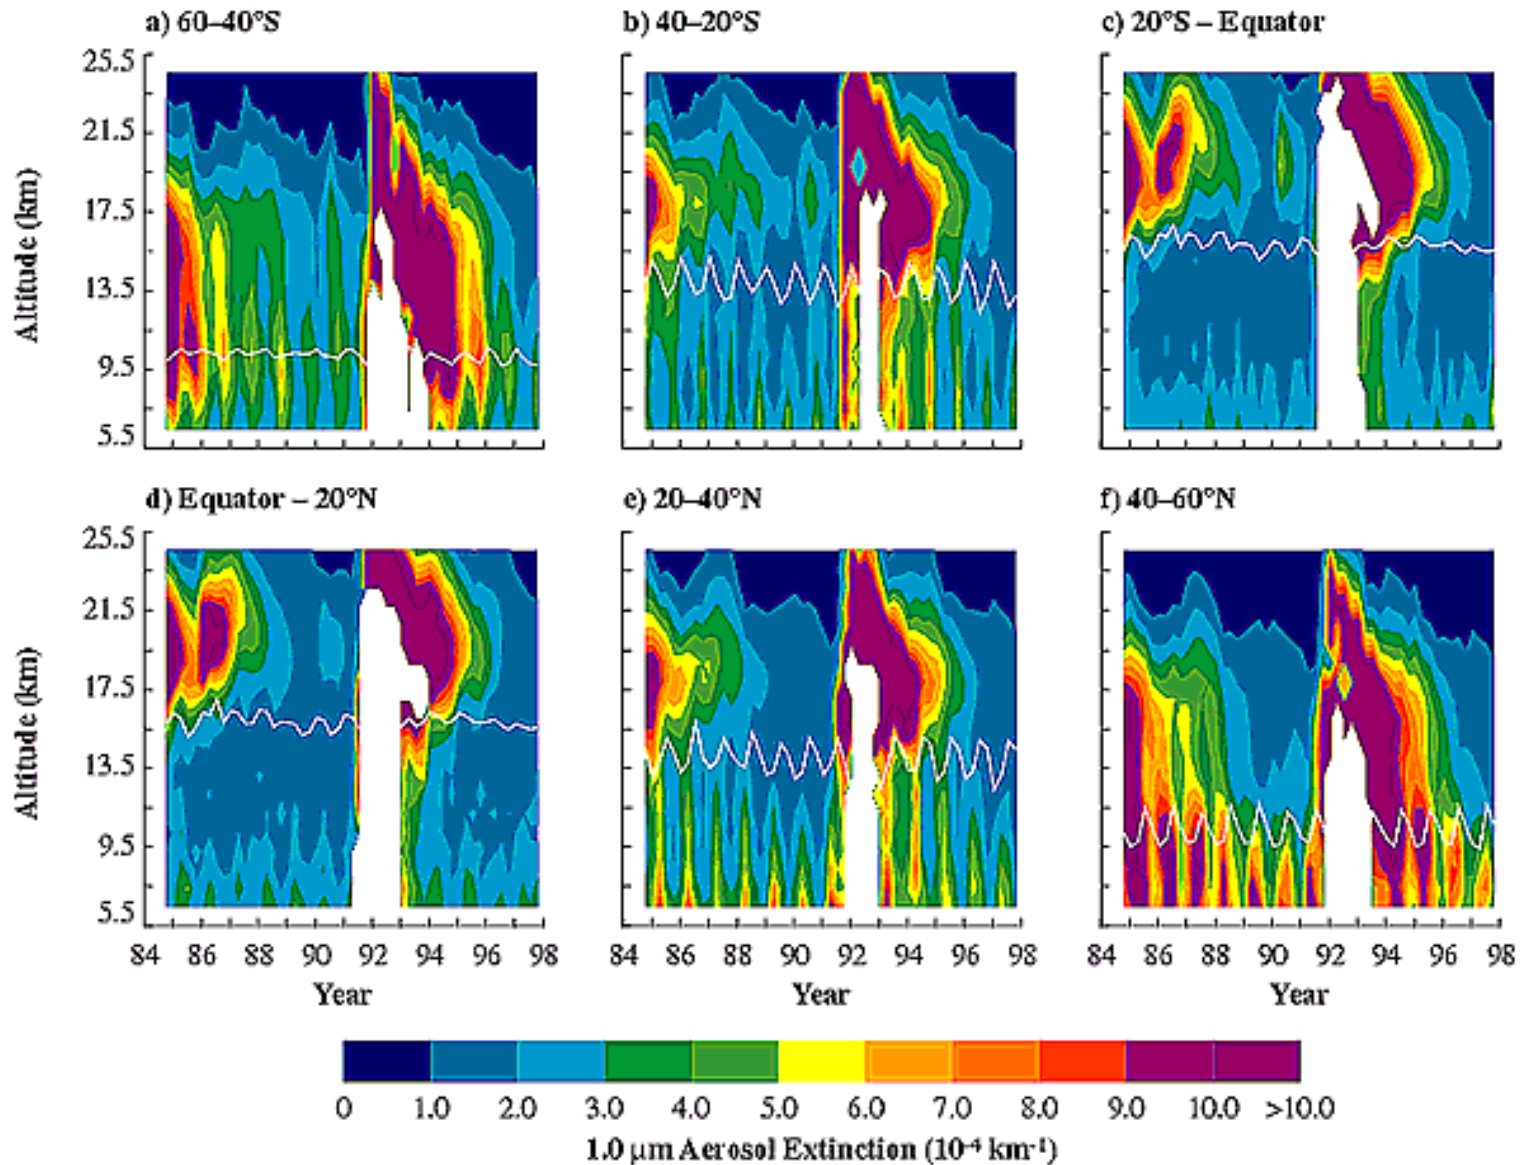 a) 60–40°S
b) 40–20°S
c) 20°S – Equator
25.5
21.5
17.5
13.5
9.5
5.5
Altitude (km)
d) Equator – 20°N
e) 20–40°N
f) 40–60°N
25.5
21.5
17.5
13.5
9.5
5.5
Altitude (km)
84 86 88 90 92 94 96 98
84 86 88 90 92 94 96 98
84 86 88 90 92 94 96 98
Year
Year
Year
0 1.0 2.0 3.0 4.0 5.0 6.0 7.0 8.0 9.0 10.0 >10.0
1.0 μm Aerosol Extinction (10⁻⁴ km⁻¹)